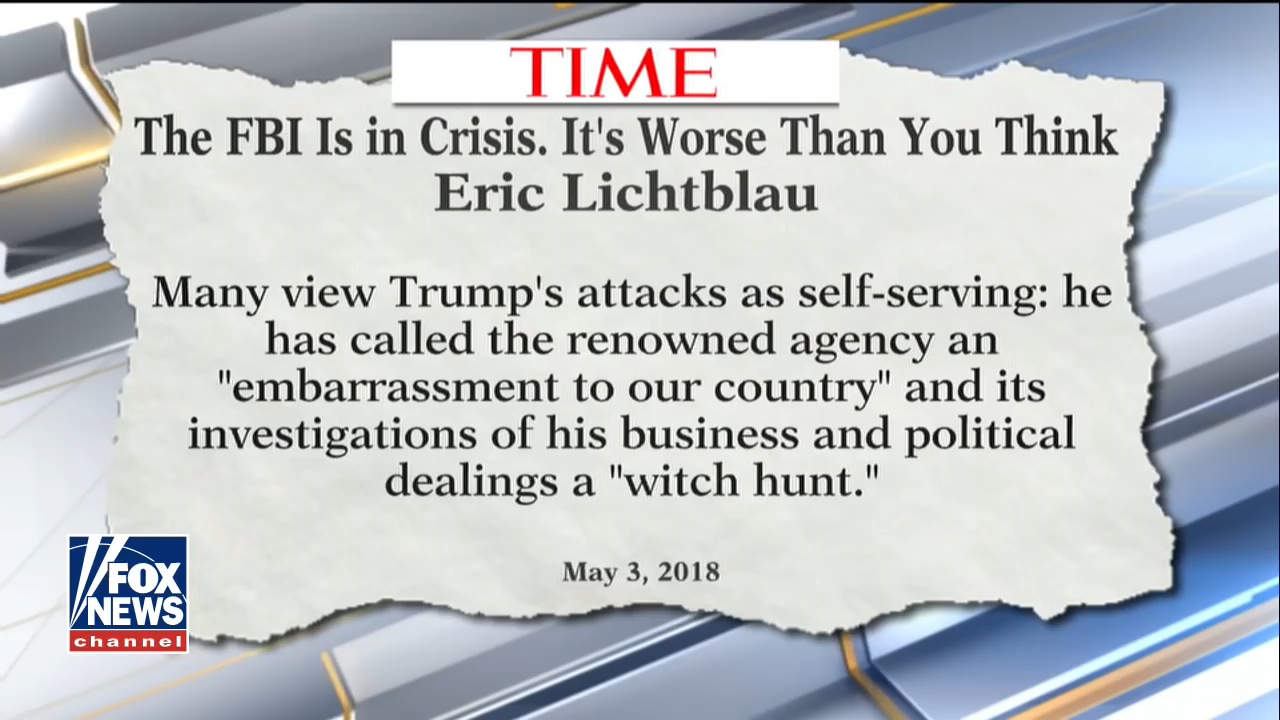 TIME
The FBI Is in Crisis. It's Worse Than You Think
Eric Lichtblau
Many view Trump's attacks as self-serving: he
has called the renowned agency an
"embarrassment to our country" and its
investigations of his business and political
dealings a "witch hunt."
May 3, 2018
FOX
NEWS
channel